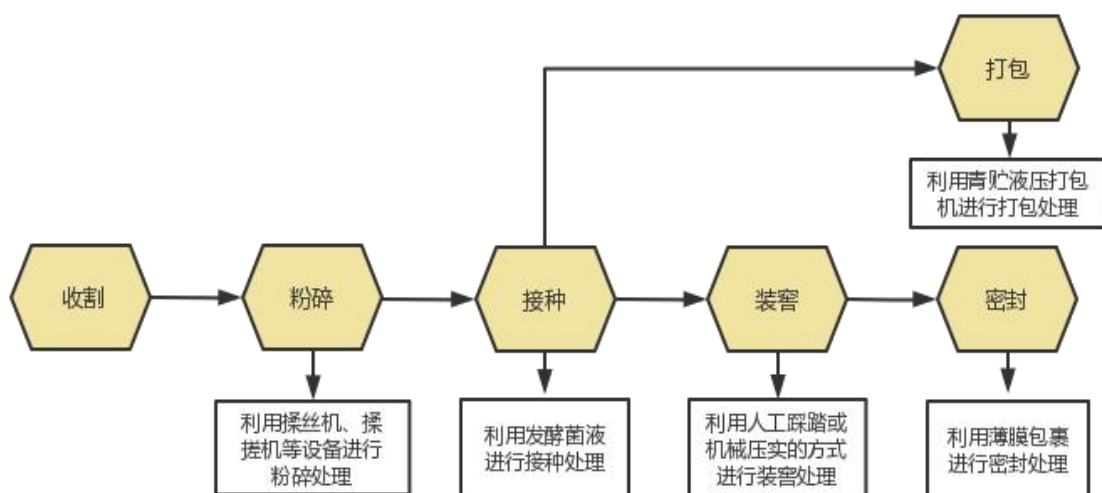 打包
利用青贮液压打包
机进行打包处理
收割
粉碎
接种
装窖
密封
利用揉丝机、揉
搓机等设备进行
粉碎处理
利用发酵菌液
进行接种处理
利用人工踩踏或
机械压实的方式
进行装窖处理
利用薄膜包裹
进行密封处理